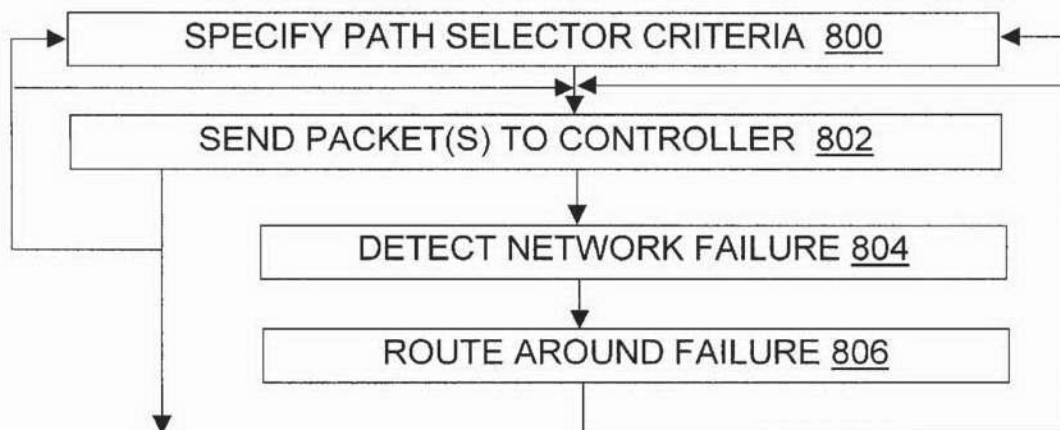 SPECIFY PATH SELECTOR CRITERIA 800
SEND PACKET(S) TO CONTROLLER 802
DETECT NETWORK FAILURE 804
ROUTE AROUND FAILURE 806